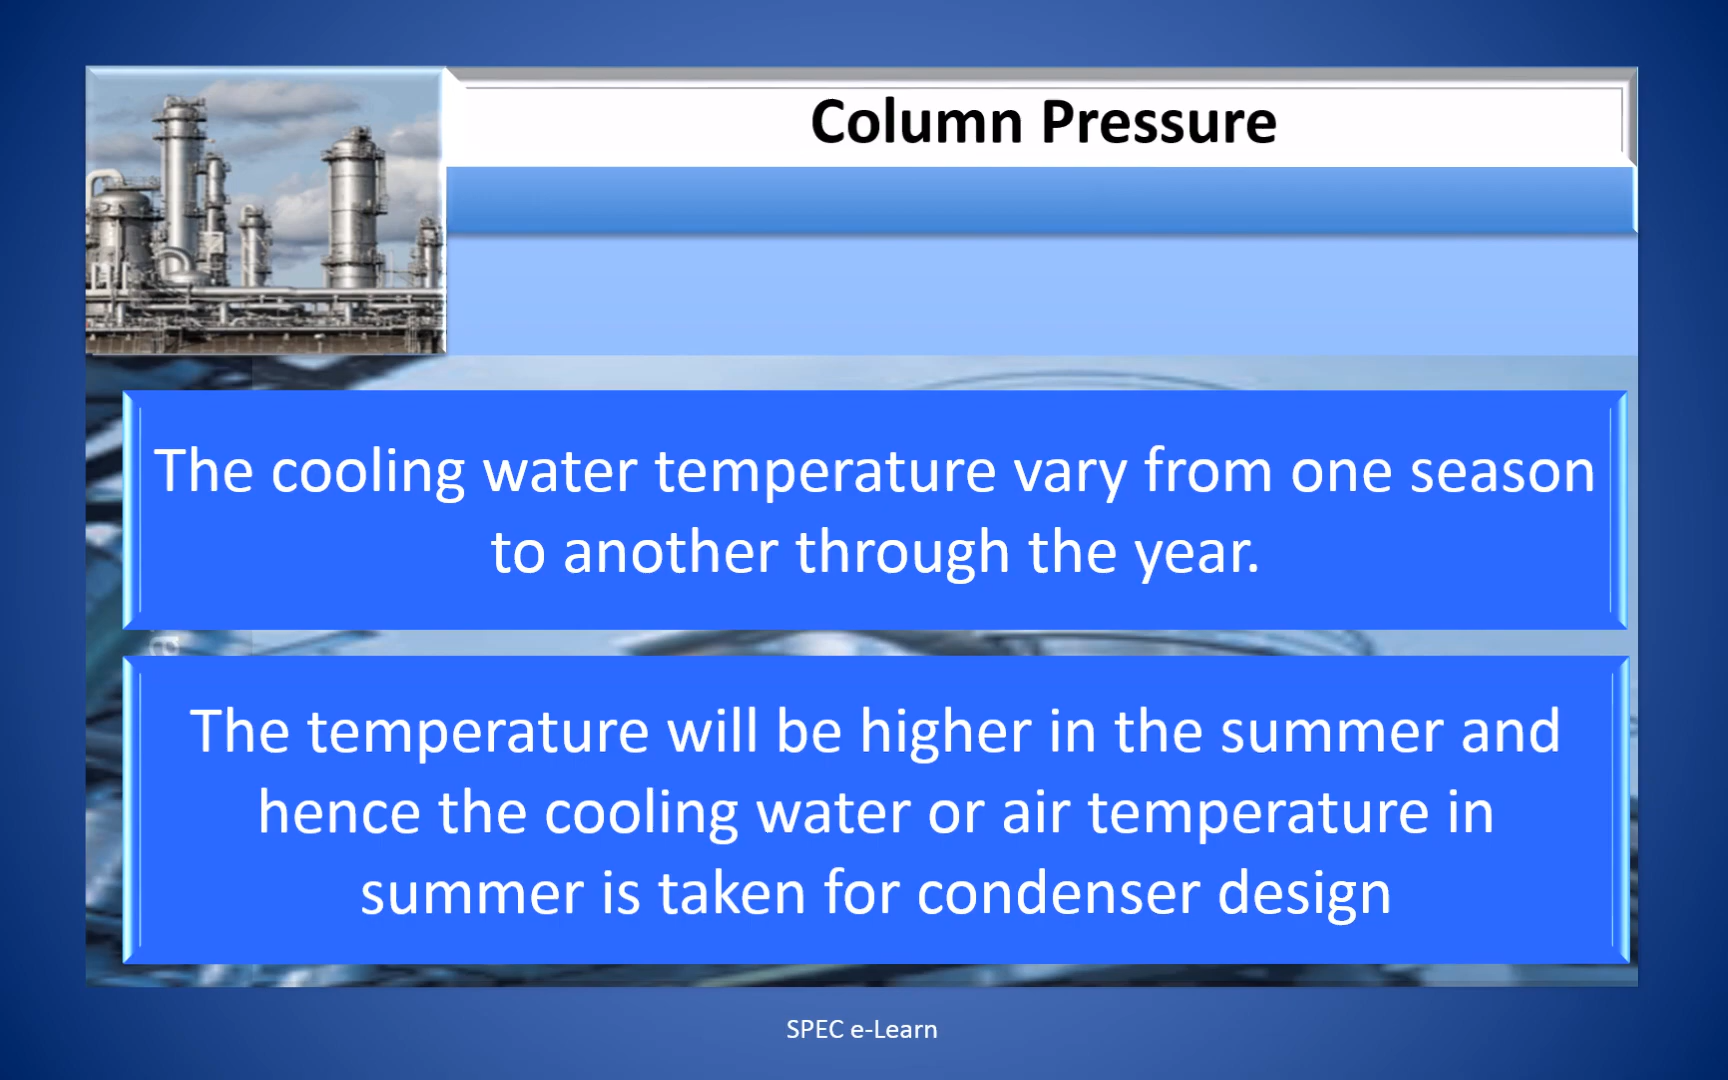 Column Pressure
The cooling water temperature vary from one season
to another through the year.
The temperature will be higher in the summer and
hence the cooling water or air temperature in
summer is taken for condenser design
SPEC e-Learn